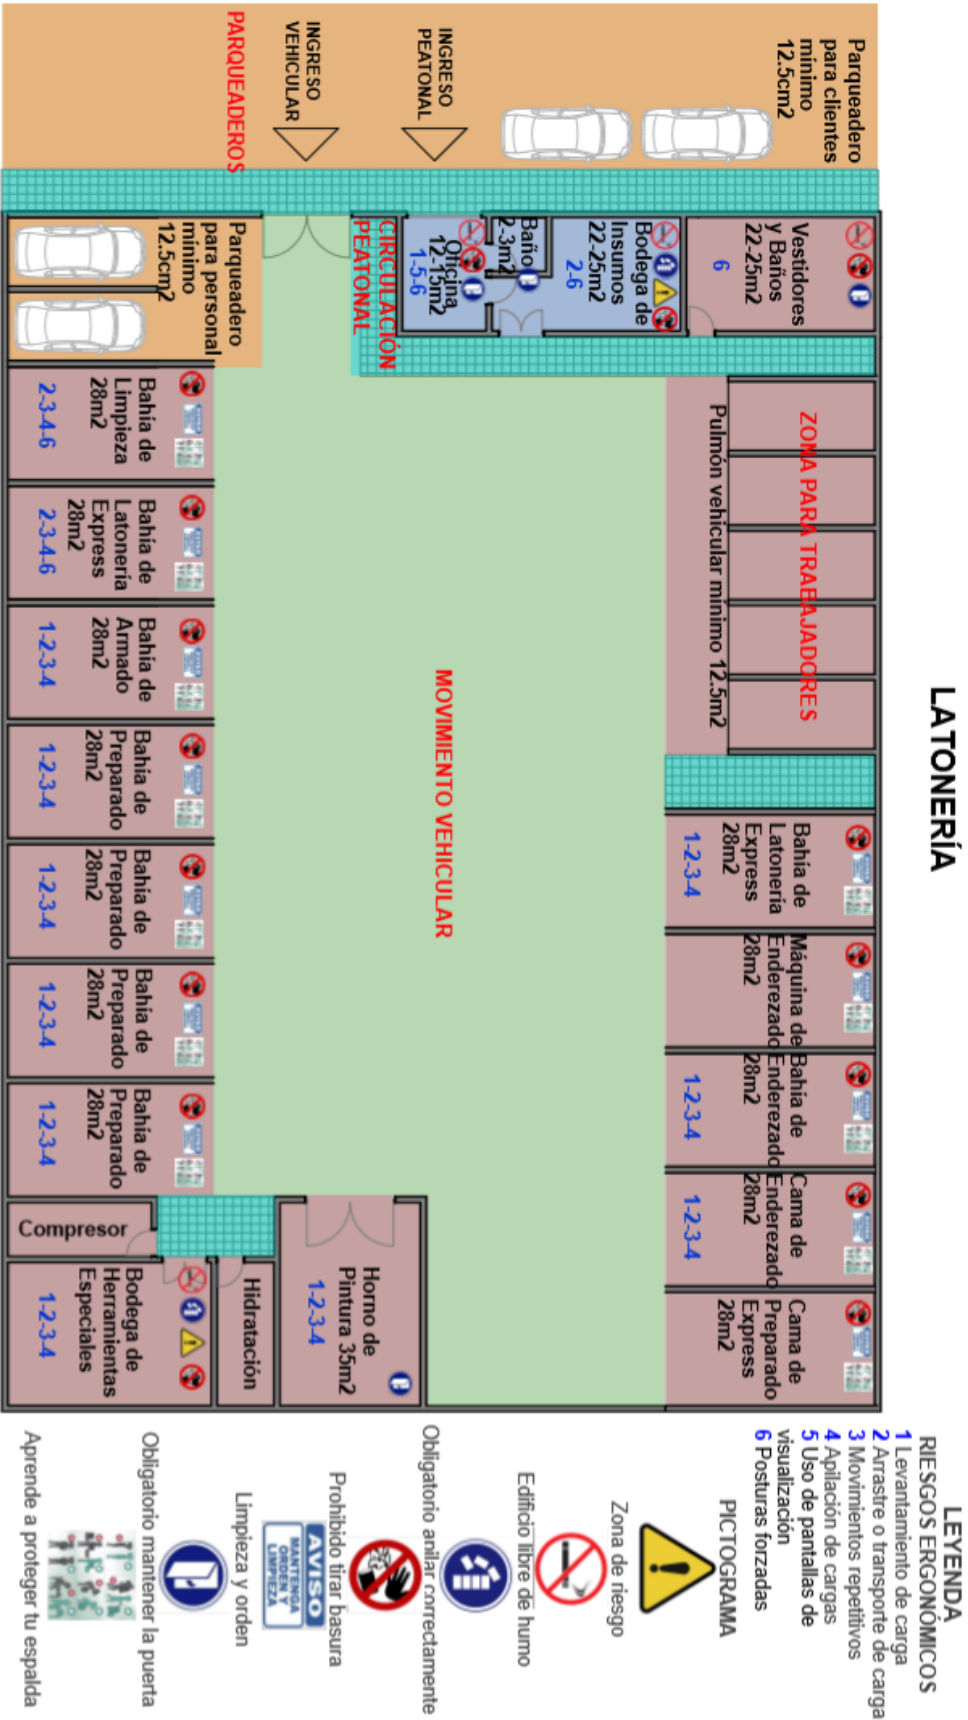 LATONERÍA
Parqueadero
para clientes
mínimo
12.5cm2
INGRESO
PEATONAL
INGRESO
VEHICULAR
PARQUEADEROS
Vestidores
y Baños
22-25m2
6
Bodega de
Insumos
22-25m2
2-6
Baño
2-3m2
Oficina
12-15m2
1-5-6
CIRCULACIÓN
PEATONAL
Parqueadero
para personal
mínimo
12.5cm2
ZONA PARA TRABAJADORES
Pulmón vehicular mínimo 12.5m2
MOVIMIENTO VEHICULAR
Bahía de
Latonería
Express
28m2
1-2-3-4
Máquina de
Enderezado
28m2
Bahía de
Enderezado
28m2
1-2-3-4
Cama de
Enderezado
28m2
1-2-3-4
Cama de
Preparado
Express
28m2
Bahía de
Limpieza
28m2
2-3-4-6
Bahía de
Latonería
Express
28m2
2-3-4-6
Bahía de
Armado
28m2
1-2-3-4
Bahía de
Preparado
28m2
1-2-3-4
Bahía de
Preparado
28m2
1-2-3-4
Bahía de
Preparado
28m2
1-2-3-4
Bahía de
Preparado
28m2
1-2-3-4
Compresor
Bodega de
Herramientas
Especiales
1-2-3-4
Hidratación
Horno de
Pintura 35m2
1-2-3-4
LEYENDA
RIESGOS ERGONÓMICOS
1 Levantamiento de carga
2 Arrastre o transporte de carga
3 Movimientos repetitivos
4 Apilación de cargas
5 Uso de pantallas de
visualización
6 Posturas forzadas
PICTOGRAMA
Zona de riesgo
Edificio libre de humo
Obligatorio apilar correctamente
Prohibido tirar basura
AVISO
MANTENGA
ORDEN Y
LIMPIEZA
Limpieza y orden
Obligatorio mantener la puerta
Aprende a proteger tu espalda